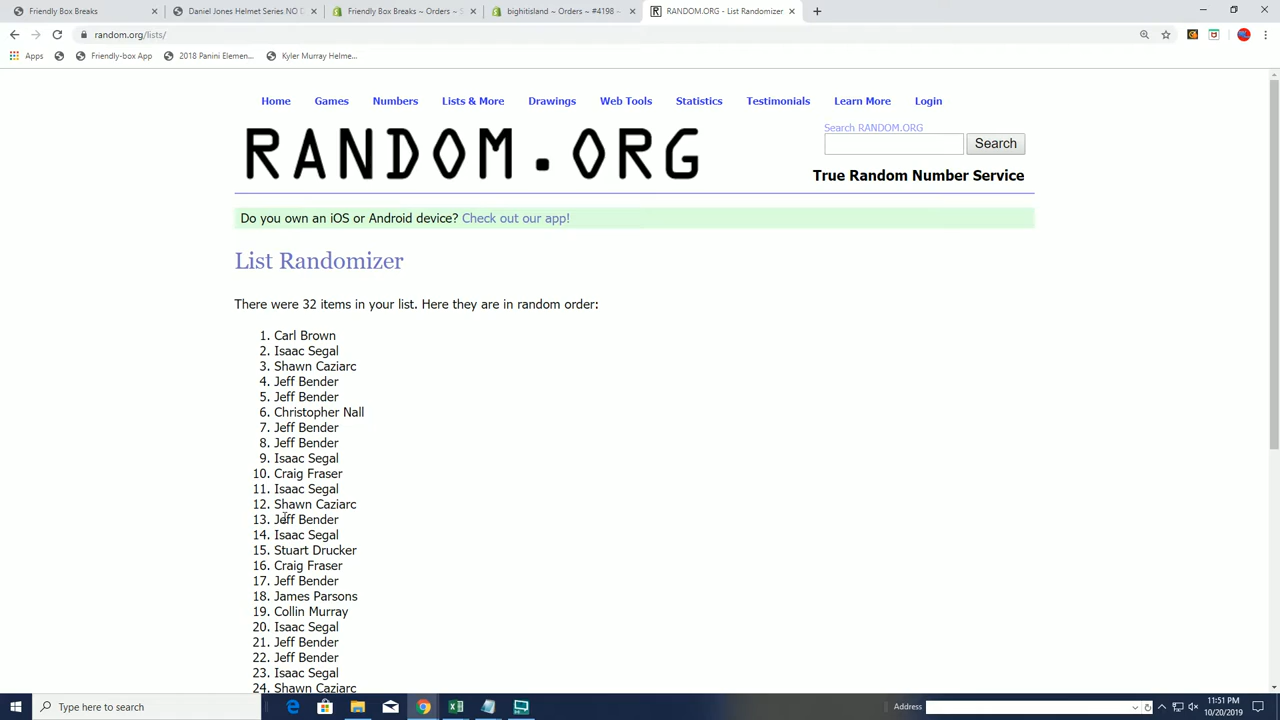 Friendly Box Breaks
Daniel Jones Helmet Series NO D
Friendly Box Breaks ~ Orders ~ S
bighitisland ~ Orders ~ #4198 ~
RANDOM.ORG - List Randomizer
random.org/lists/
Apps
Friendly-box App
2018 Panini Elemen...
Kyler Murray Helme...
Home Games Numbers Lists & More Drawings Web Tools Statistics Testimonials Learn More Login
RANDOM.ORG
Search RANDOM.ORG
Search
True Random Number Service
Do you own an iOS or Android device? Check out our app!
List Randomizer
There were 32 items in your list. Here they are in random order:
1. Carl Brown
2. Isaac Segal
3. Shawn Caziarc
4. Jeff Bender
5. Jeff Bender
6. Christopher Nall
7. Jeff Bender
8. Jeff Bender
9. Isaac Segal
10. Craig Fraser
11. Isaac Segal
12. Shawn Caziarc
13. Jeff Bender
14. Isaac Segal
15. Stuart Drucker
16. Craig Fraser
17. Jeff Bender
18. James Parsons
19. Collin Murray
20. Isaac Segal
21. Jeff Bender
22. Jeff Bender
23. Isaac Segal
24. Shawn Caziarc
Type here to search
Address
11:51 PM
10/20/2019